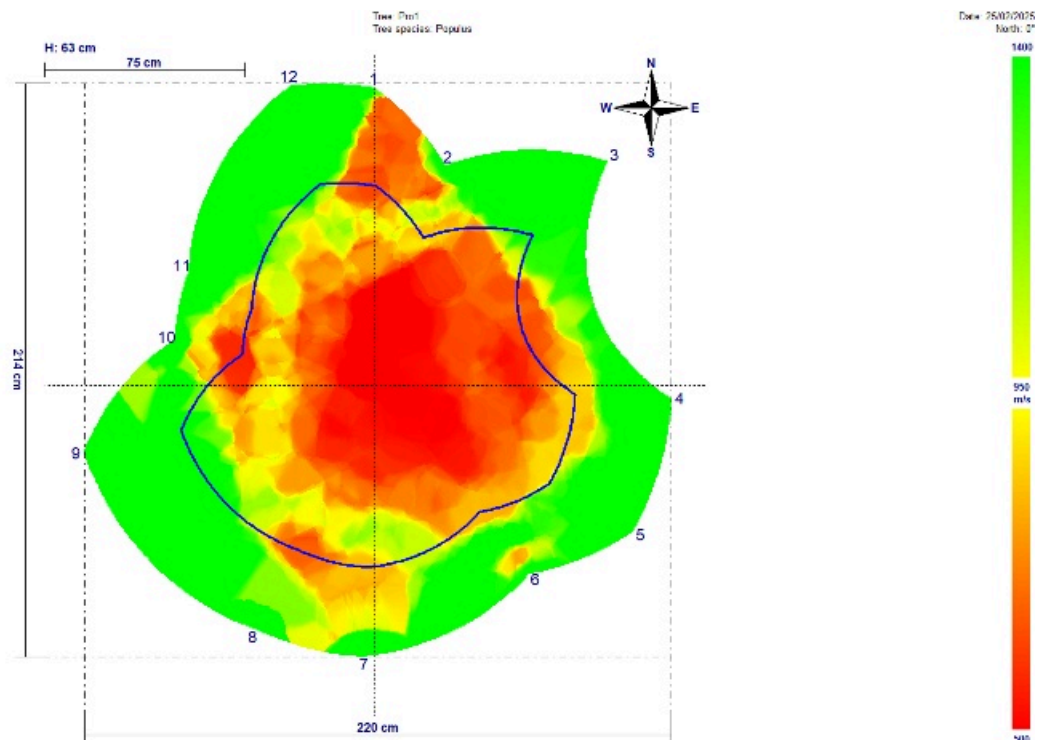 Tree: Pro1
Tree species: Populus
Date: 25/02/2025
North: 0°
H: 63 cm
75 cm
1400
N
W E
S
12
1
2
3
11
10
214 cm
950
m/s
4
9
5
6
8
7
220 cm
500